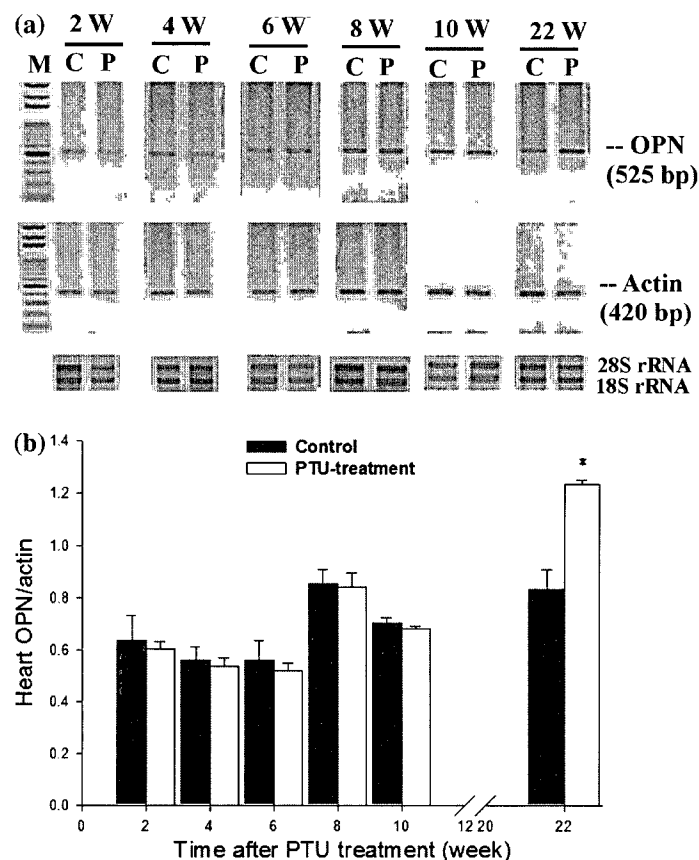 (a)
2 W 4 W 6 W 8 W 10 W 22 W
M C P C P C P C P C P C P
-- OPN
(525 bp)
-- Actin
(420 bp)
28S rRNA
18S rRNA
(b)
Control
PTU-treatment
*
Heart OPN/actin
1.4
1.2
1.0
0.8
0.6
0.4
0.2
0.0
0 2 4 6 8 10 12 20 22
Time after PTU treatment (week)